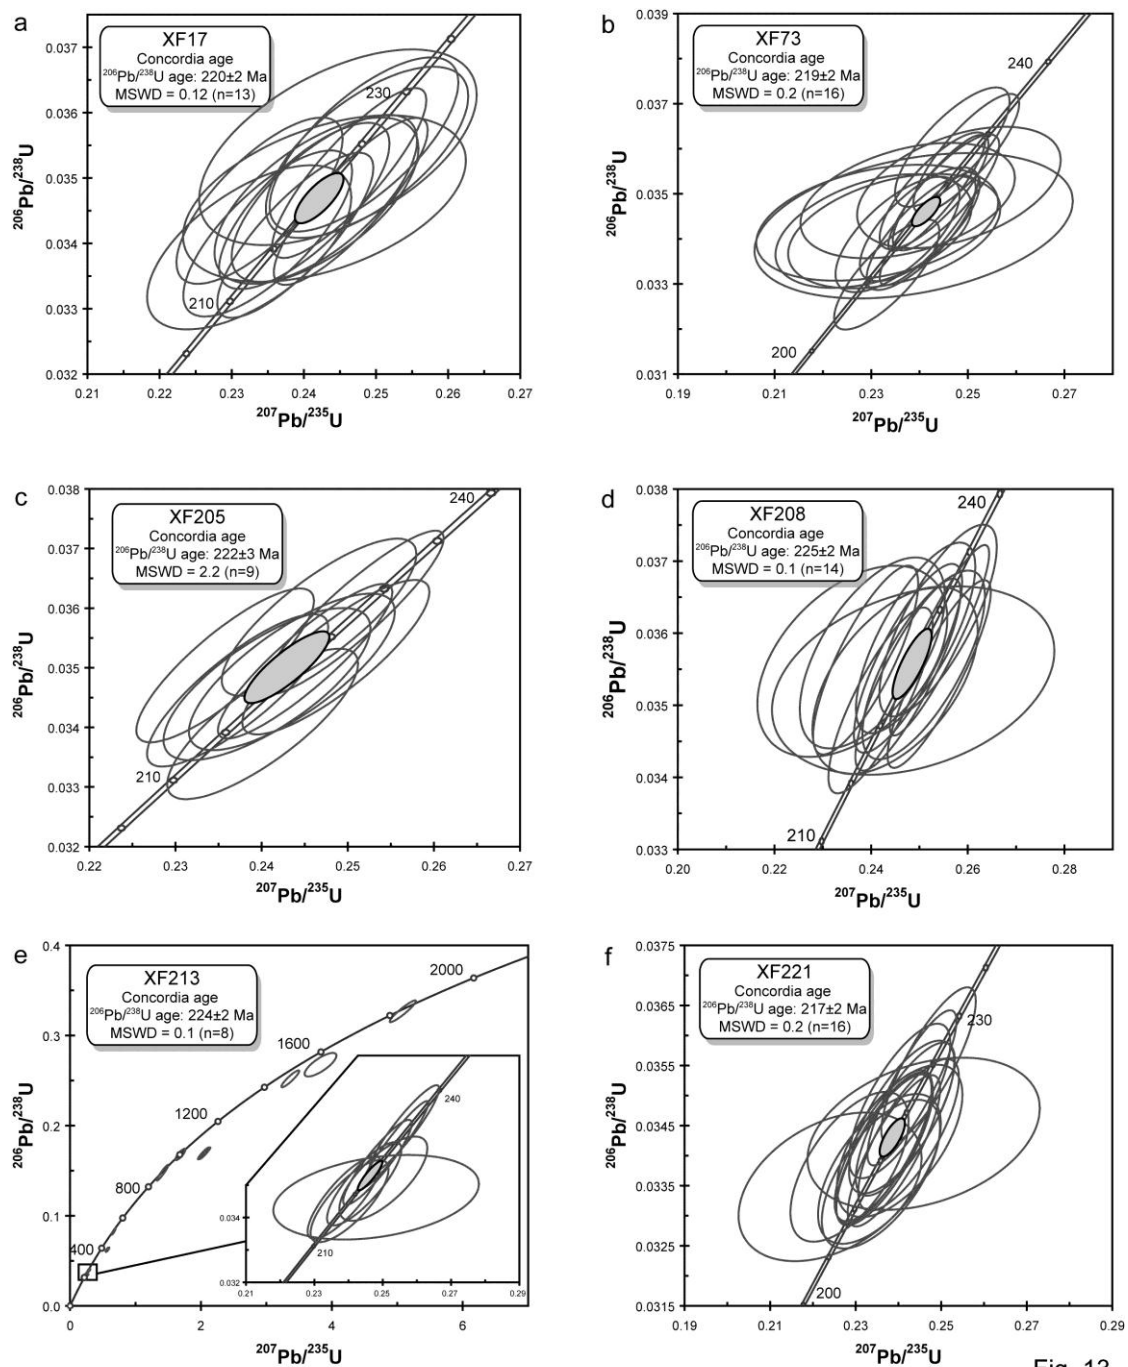 a
XF17
Concordia age
²⁰⁶Pb/²³⁸U age: 220±2 Ma
MSWD = 0.12 (n=13)
230
210
0.037
0.036
0.035
0.034
0.033
0.032
²⁰⁶Pb/²³⁸U
0.21 0.22 0.23 0.24 0.25 0.26 0.27
²⁰⁷Pb/²³⁵U
b
XF73
Concordia age
²⁰⁶Pb/²³⁸U age: 219±2 Ma
MSWD = 0.2 (n=16)
240
200
0.039
0.037
0.035
0.033
0.031
²⁰⁶Pb/²³⁸U
0.19 0.21 0.23 0.25 0.27
²⁰⁷Pb/²³⁵U
c
XF205
Concordia age
²⁰⁶Pb/²³⁸U age: 222±3 Ma
MSWD = 2.2 (n=9)
240
210
0.038
0.037
0.036
0.035
0.034
0.033
0.032
²⁰⁶Pb/²³⁸U
0.22 0.23 0.24 0.25 0.26 0.27
²⁰⁷Pb/²³⁵U
d
XF208
Concordia age
²⁰⁶Pb/²³⁸U age: 225±2 Ma
MSWD = 0.1 (n=14)
240
210
0.038
0.037
0.036
0.035
0.034
0.033
²⁰⁶Pb/²³⁸U
0.20 0.22 0.24 0.26 0.28
²⁰⁷Pb/²³⁵U
e
XF213
Concordia age
²⁰⁶Pb/²³⁸U age: 224±2 Ma
MSWD = 0.1 (n=8)
2000
1600
1200
800
400
0.4
0.3
0.2
0.1
0.0
²⁰⁶Pb/²³⁸U
0 2 4 6
²⁰⁷Pb/²³⁵U
240
210
0.034
0.032
0.21 0.23 0.25 0.27 0.29
f
XF221
Concordia age
²⁰⁶Pb/²³⁸U age: 217±2 Ma
MSWD = 0.2 (n=16)
230
200
0.0375
0.0365
0.0355
0.0345
0.0335
0.0325
0.0315
²⁰⁶Pb/²³⁸U
0.19 0.21 0.23 0.25 0.27 0.29
²⁰⁷Pb/²³⁵U